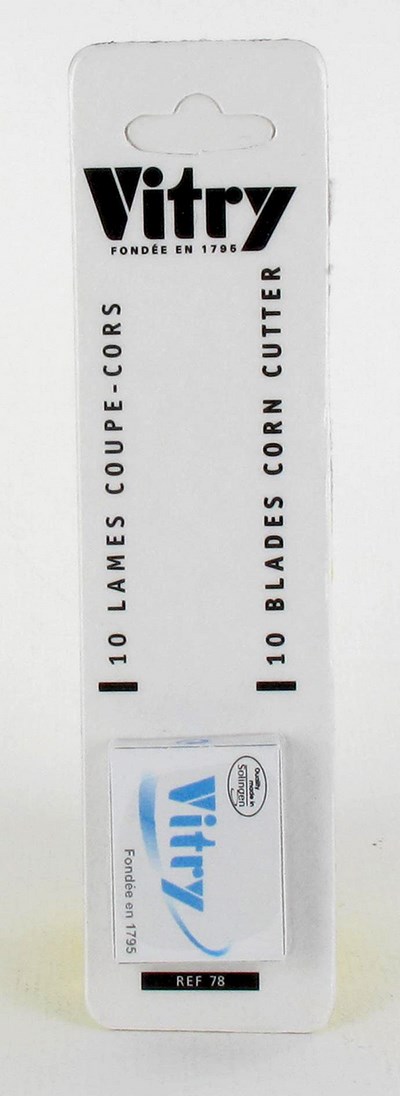 Vitry
FONDÉE EN 1795
10 LAMES COUPE-CORS
10 BLADES CORN CUTTER
Quality
made in
Solingen
Vitry
Fondée en 1795
REF 78